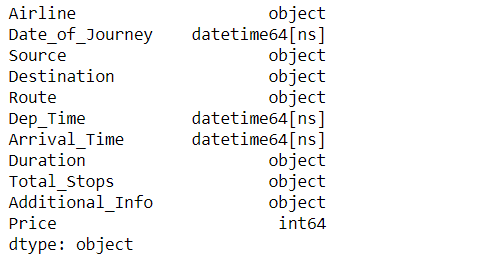 Airline object
Date_of_Journey datetime64[ns]
Source object
Destination object
Route object
Dep_Time datetime64[ns]
Arrival_Time datetime64[ns]
Duration object
Total_Stops object
Additional_Info object
Price int64
dtype: object